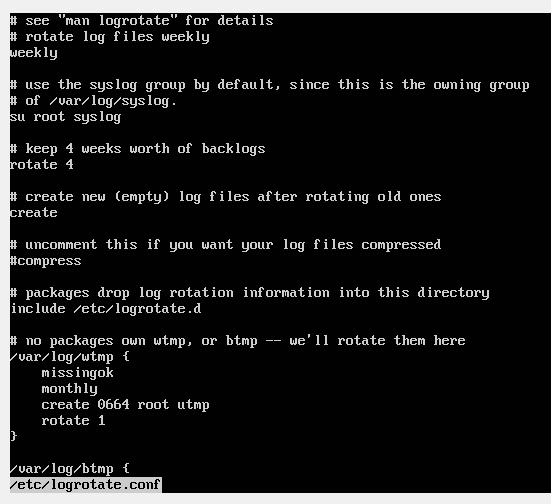 # see "man logrotate" for details
# rotate log files weekly
weekly

# use the syslog group by default, since this is the owning group
# of /var/log/syslog.
su root syslog

# keep 4 weeks worth of backlogs
rotate 4

# create new (empty) log files after rotating old ones
create

# uncomment this if you want your log files compressed
#compress

# packages drop log rotation information into this directory
include /etc/logrotate.d

# no packages own wtmp, or btmp -- we'll rotate them here
/var/log/wtmp {
    missingok
    monthly
    create 0664 root utmp
    rotate 1
}

/var/log/btmp {
/etc/logrotate.conf